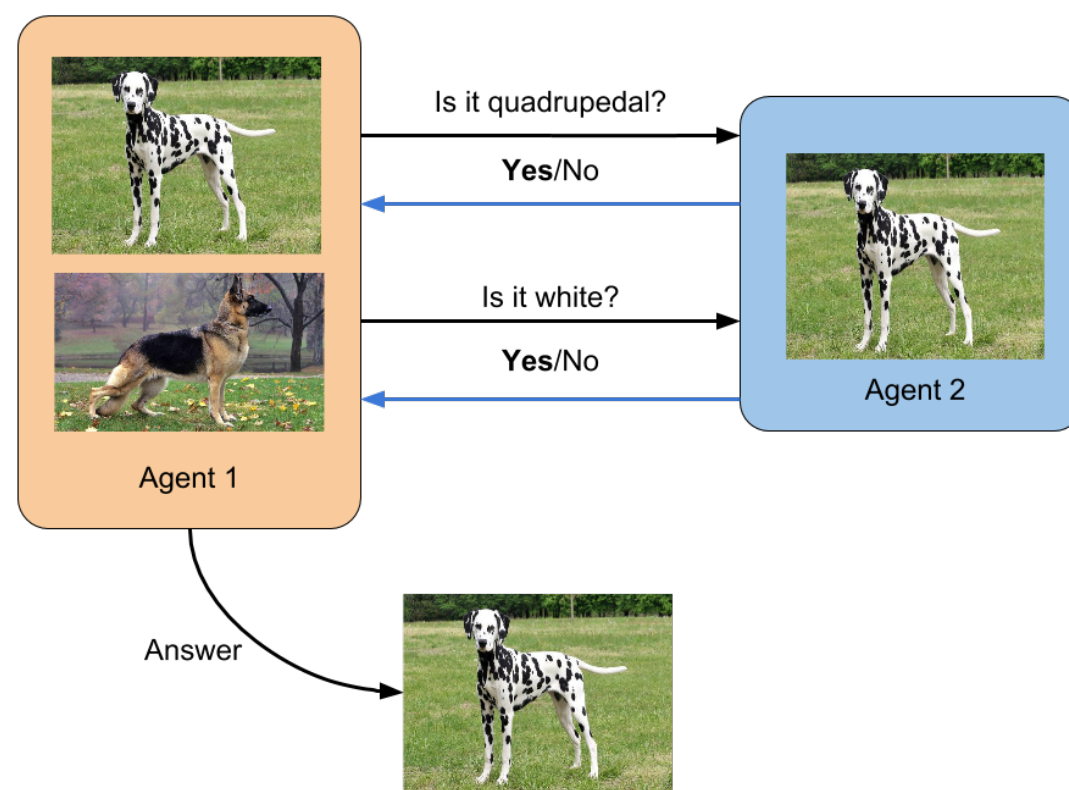 Is it quadrupedal?
Yes/No
Is it white?
Yes/No
Agent 2
Agent 1
Answer